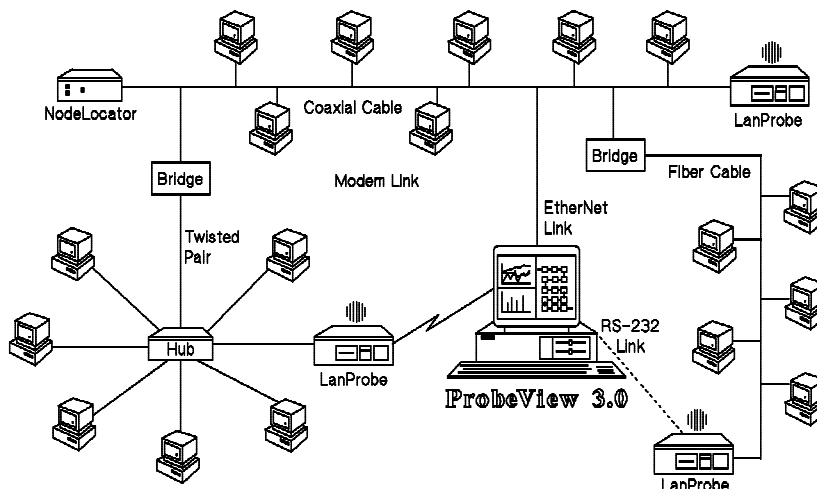 NodeLocator
Coaxial Cable
LanProbe
Bridge
Modem Link
Bridge
Fiber Cable
Twisted
Pair
EtherNet
Link
RS-232
Link
Hub
LanProbe
ProbeView 3.0
LanProbe